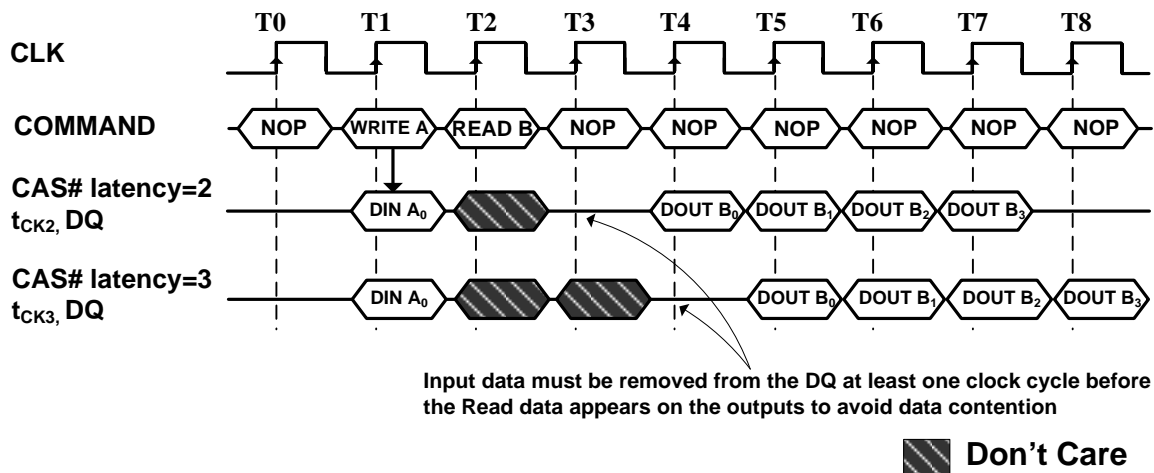 T0 T1 T2 T3 T4 T5 T6 T7 T8
CLK
COMMAND NOP WRITE A READ B NOP NOP NOP NOP NOP NOP
CAS# latency=2
tCK2, DQ DIN A0 DOUT B0 DOUT B1 DOUT B2 DOUT B3
CAS# latency=3
tCK3, DQ DIN A0 DOUT B0 DOUT B1 DOUT B2 DOUT B3
Input data must be removed from the DQ at least one clock cycle before
the Read data appears on the outputs to avoid data contention
Don't Care